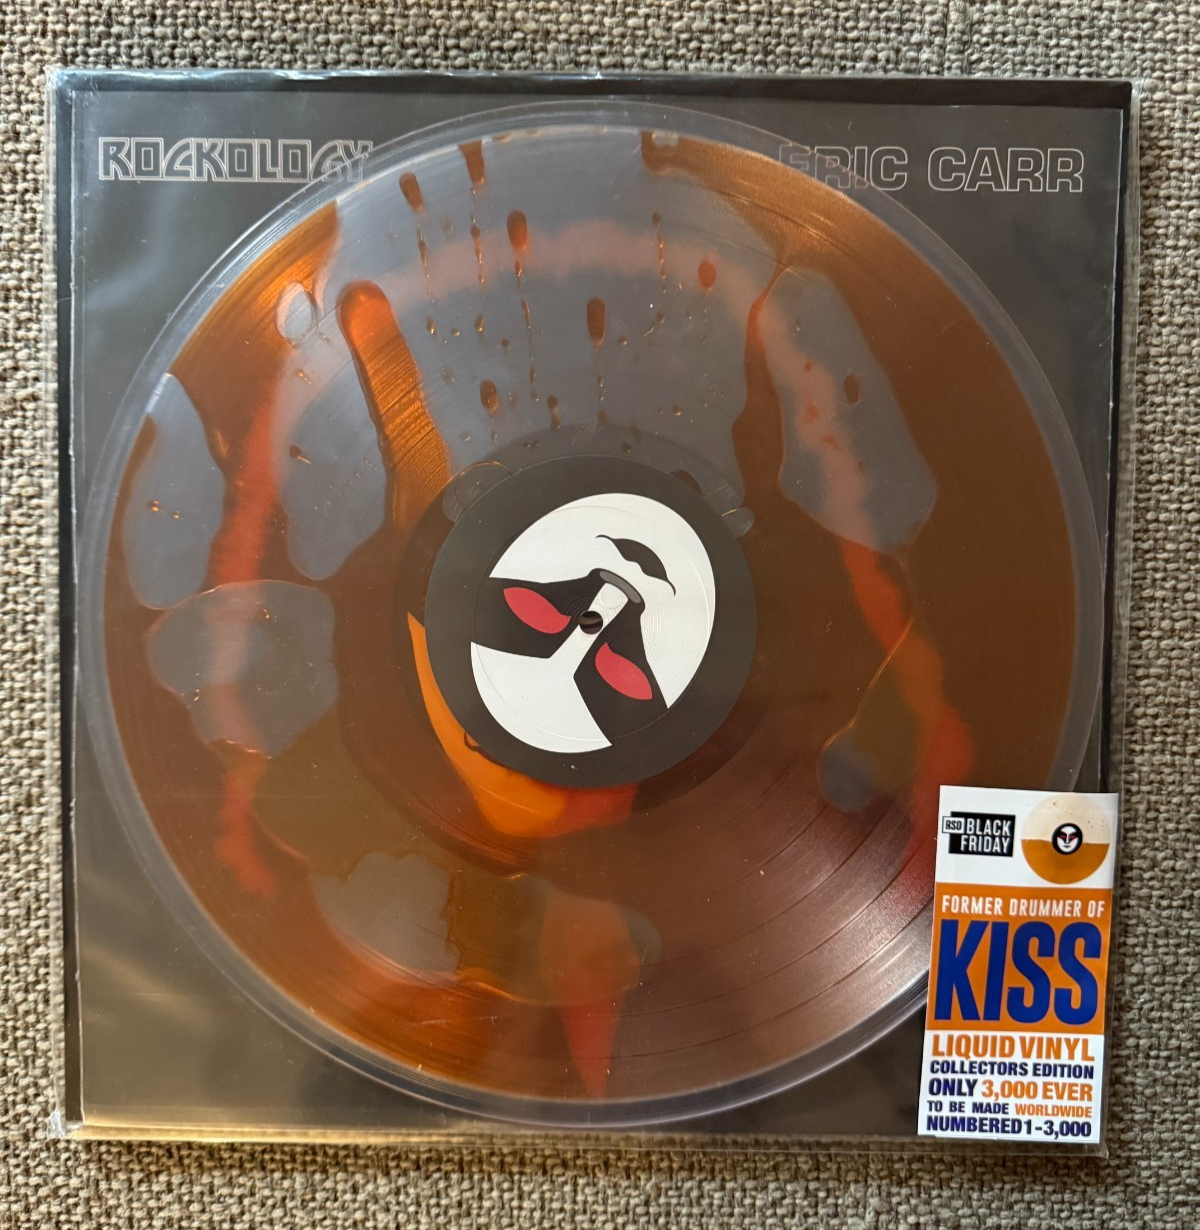 ROCKOLOGY
ERIC CARR
RSD BLACK
FRIDAY
FORMER DRUMMER OF
KISS
LIQUID VINYL
COLLECTORS EDITION
ONLY 3,000 EVER
TO BE MADE WORLDWIDE
NUMBERED 1-3,000